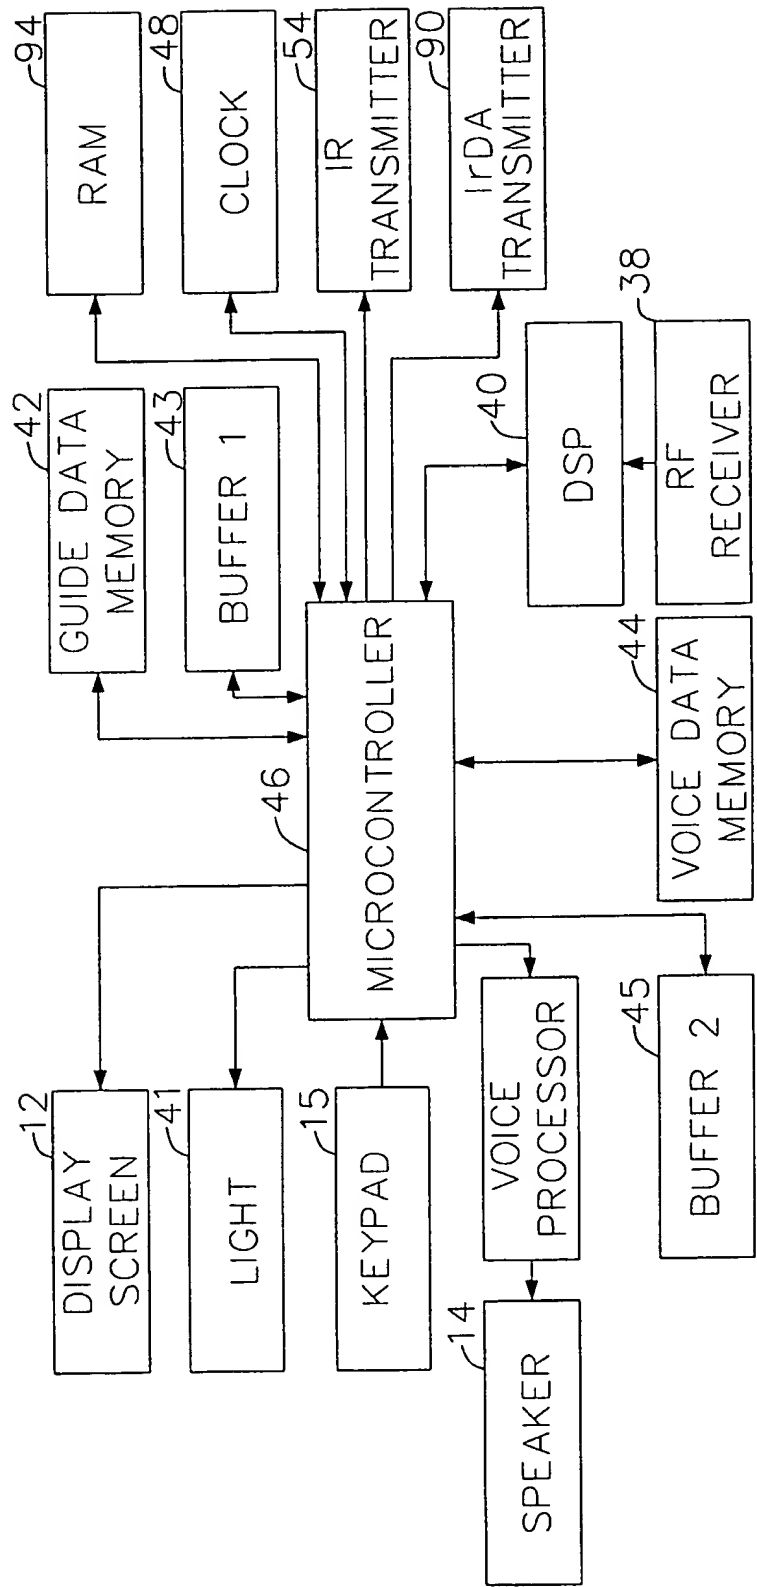 12
DISPLAY
SCREEN
41
LIGHT
15
KEYPAD
14
SPEAKER
VOICE
PROCESSOR
45
BUFFER 2
46
MICROCONTROLLER
42
GUIDE DATA
MEMORY
43
BUFFER 1
44
VOICE DATA
MEMORY
94
RAM
48
CLOCK
54
IR
TRANSMITTER
90
IrDA
TRANSMITTER
40
DSP
38
RF
RECEIVER